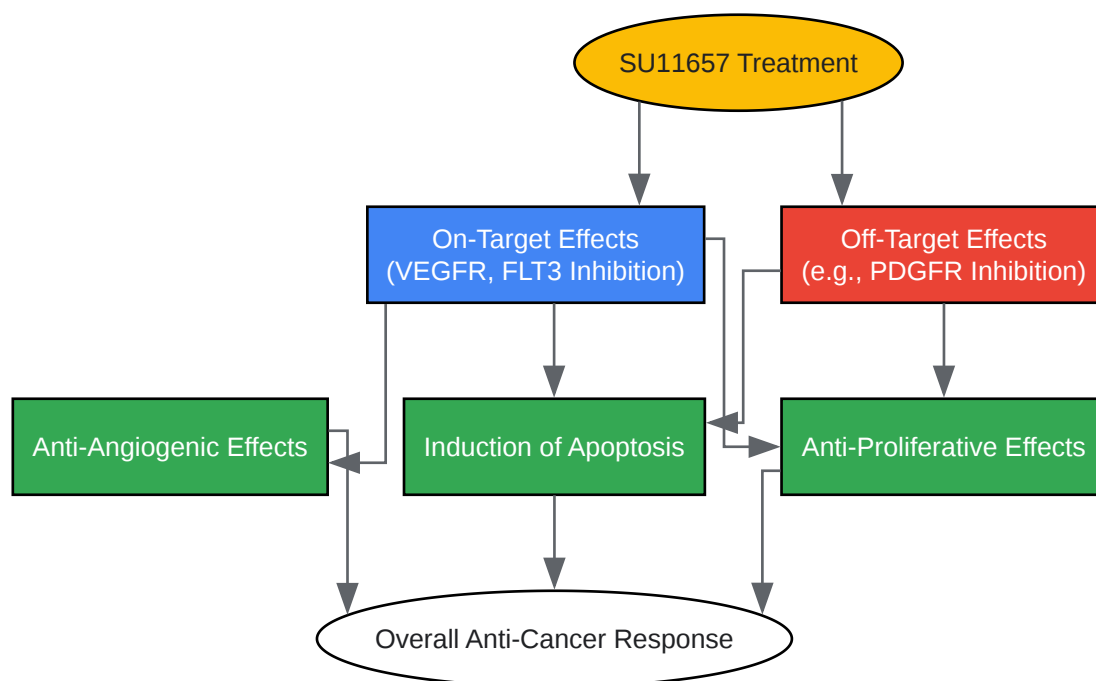 SU11657 Treatment
On-Target Effects
(VEGFR, FLT3 Inhibition)
Off-Target Effects
(e.g., PDGFR Inhibition)
Anti-Angiogenic Effects
Induction of Apoptosis
Anti-Proliferative Effects
Overall Anti-Cancer Response